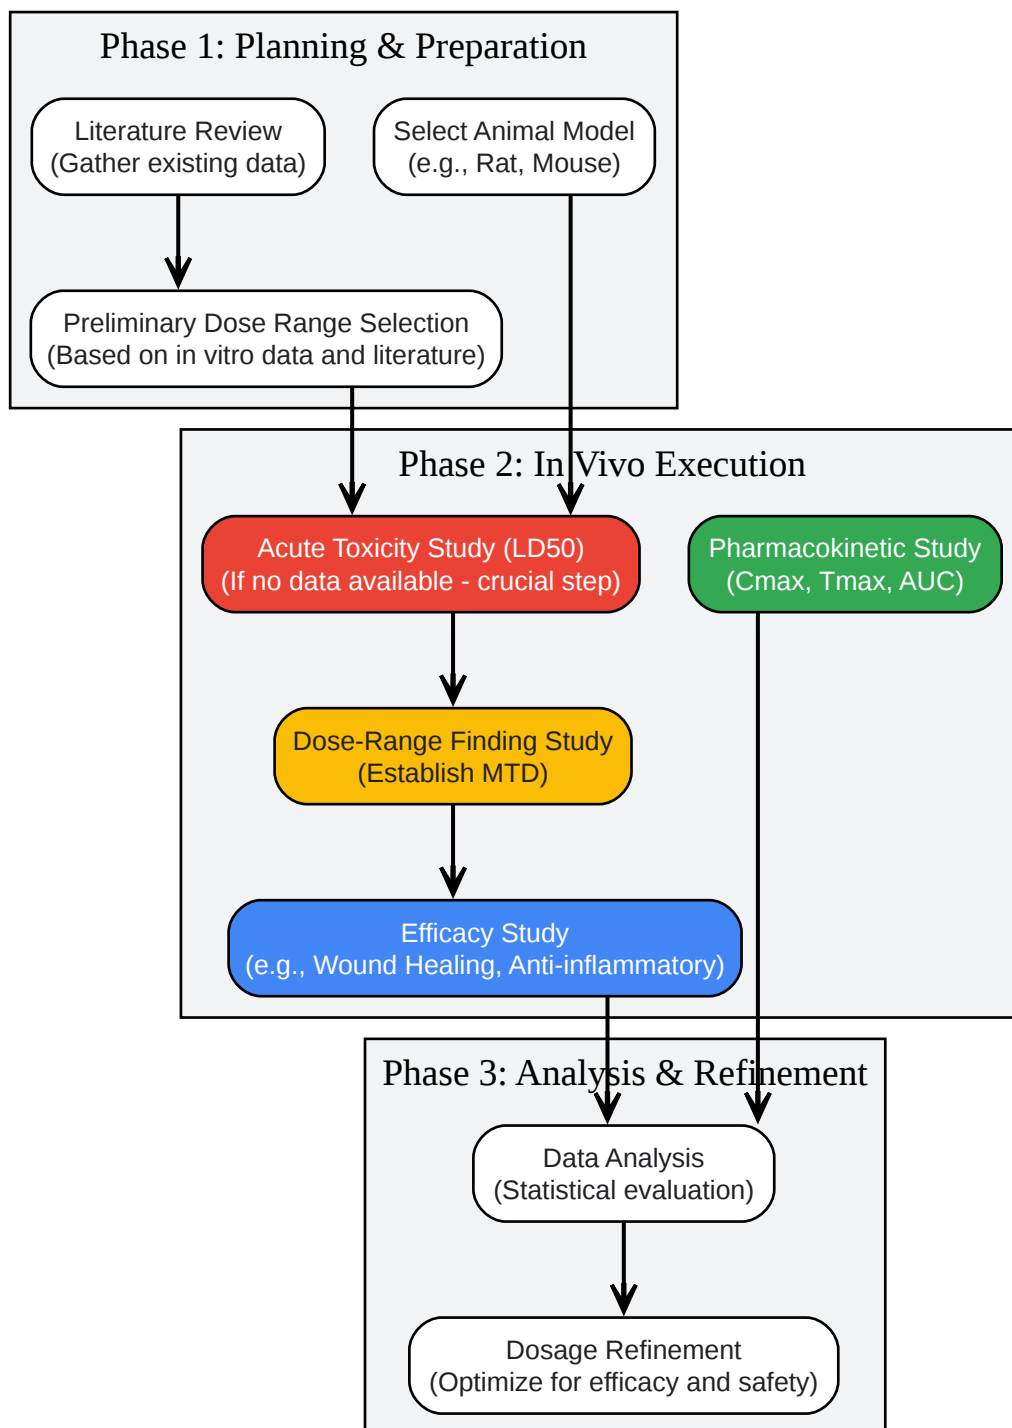 Phase 1: Planning & Preparation
Literature Review
(Gather existing data)
Select Animal Model
(e.g., Rat, Mouse)
Preliminary Dose Range Selection
(Based on in vitro data and literature)
Phase 2: In Vivo Execution
Acute Toxicity Study (LD50)
(If no data available - crucial step)
Pharmacokinetic Study
(Cmax, Tmax, AUC)
Dose-Range Finding Study
(Establish MTD)
Efficacy Study
(e.g., Wound Healing, Anti-inflammatory)
Phase 3: Analysis & Refinement
Data Analysis
(Statistical evaluation)
Dosage Refinement
(Optimize for efficacy and safety)